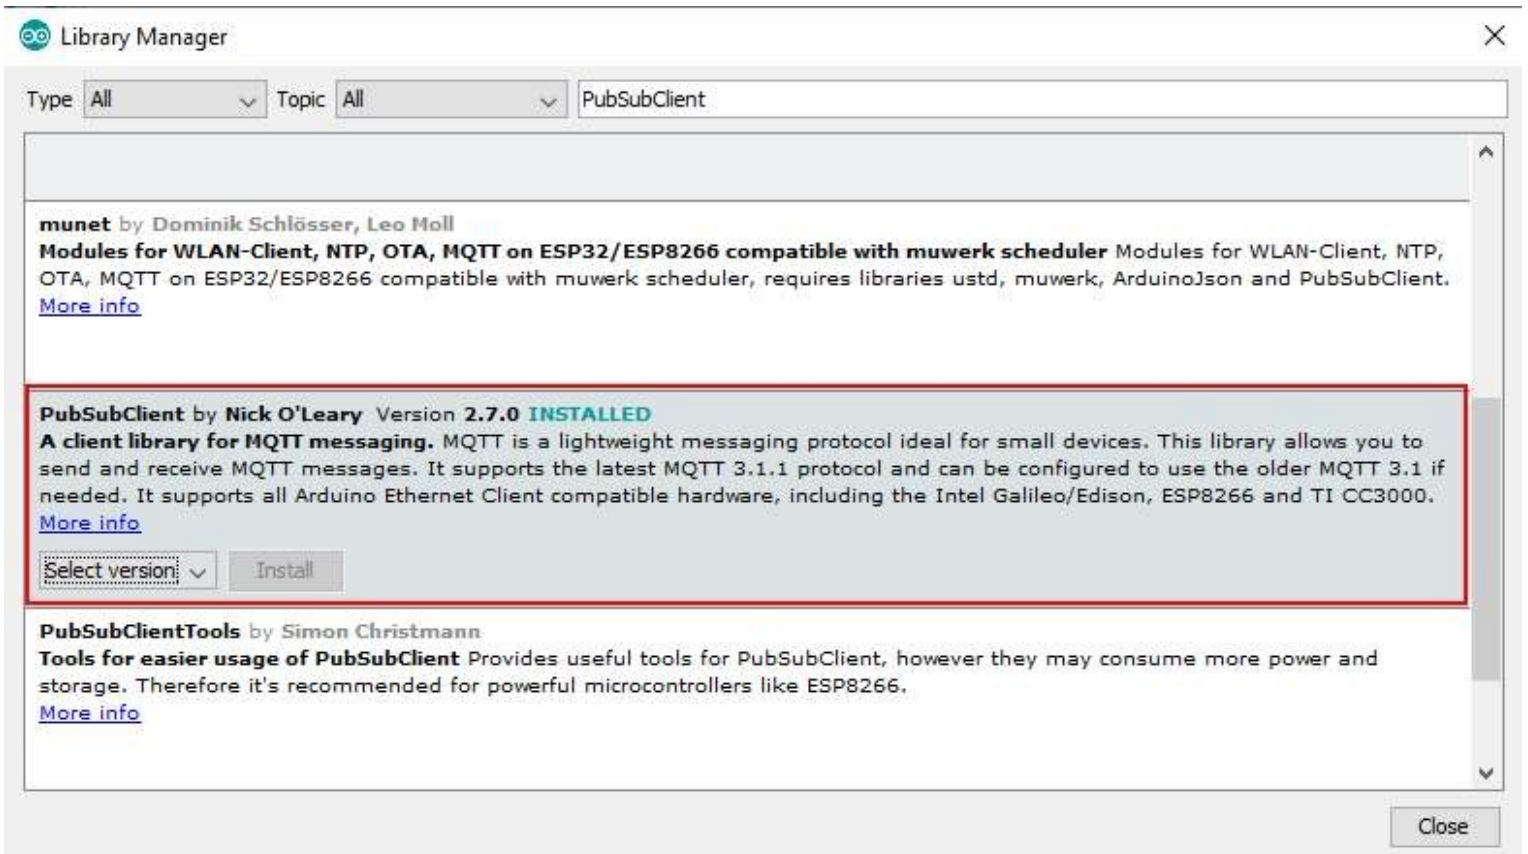 Library Manager
Type All Topic All PubSubClient
munet by Dominik Schlösser, Leo Moll
Modules for WLAN-Client, NTP, OTA, MQTT on ESP32/ESP8266 compatible with muwerk scheduler Modules for WLAN-Client, NTP,
OTA, MQTT on ESP32/ESP8266 compatible with muwerk scheduler, requires libraries ustd, muwerk, ArduinoJson and PubSubClient.
More info
PubSubClient by Nick O'Leary Version 2.7.0 INSTALLED
A client library for MQTT messaging. MQTT is a lightweight messaging protocol ideal for small devices. This library allows you to
send and receive MQTT messages. It supports the latest MQTT 3.1.1 protocol and can be configured to use the older MQTT 3.1 if
needed. It supports all Arduino Ethernet Client compatible hardware, including the Intel Galileo/Edison, ESP8266 and TI CC3000.
More info
Select version Install
PubSubClientTools by Simon Christmann
Tools for easier usage of PubSubClient Provides useful tools for PubSubClient, however they may consume more power and
storage. Therefore it's recommended for powerful microcontrollers like ESP8266.
More info
Close